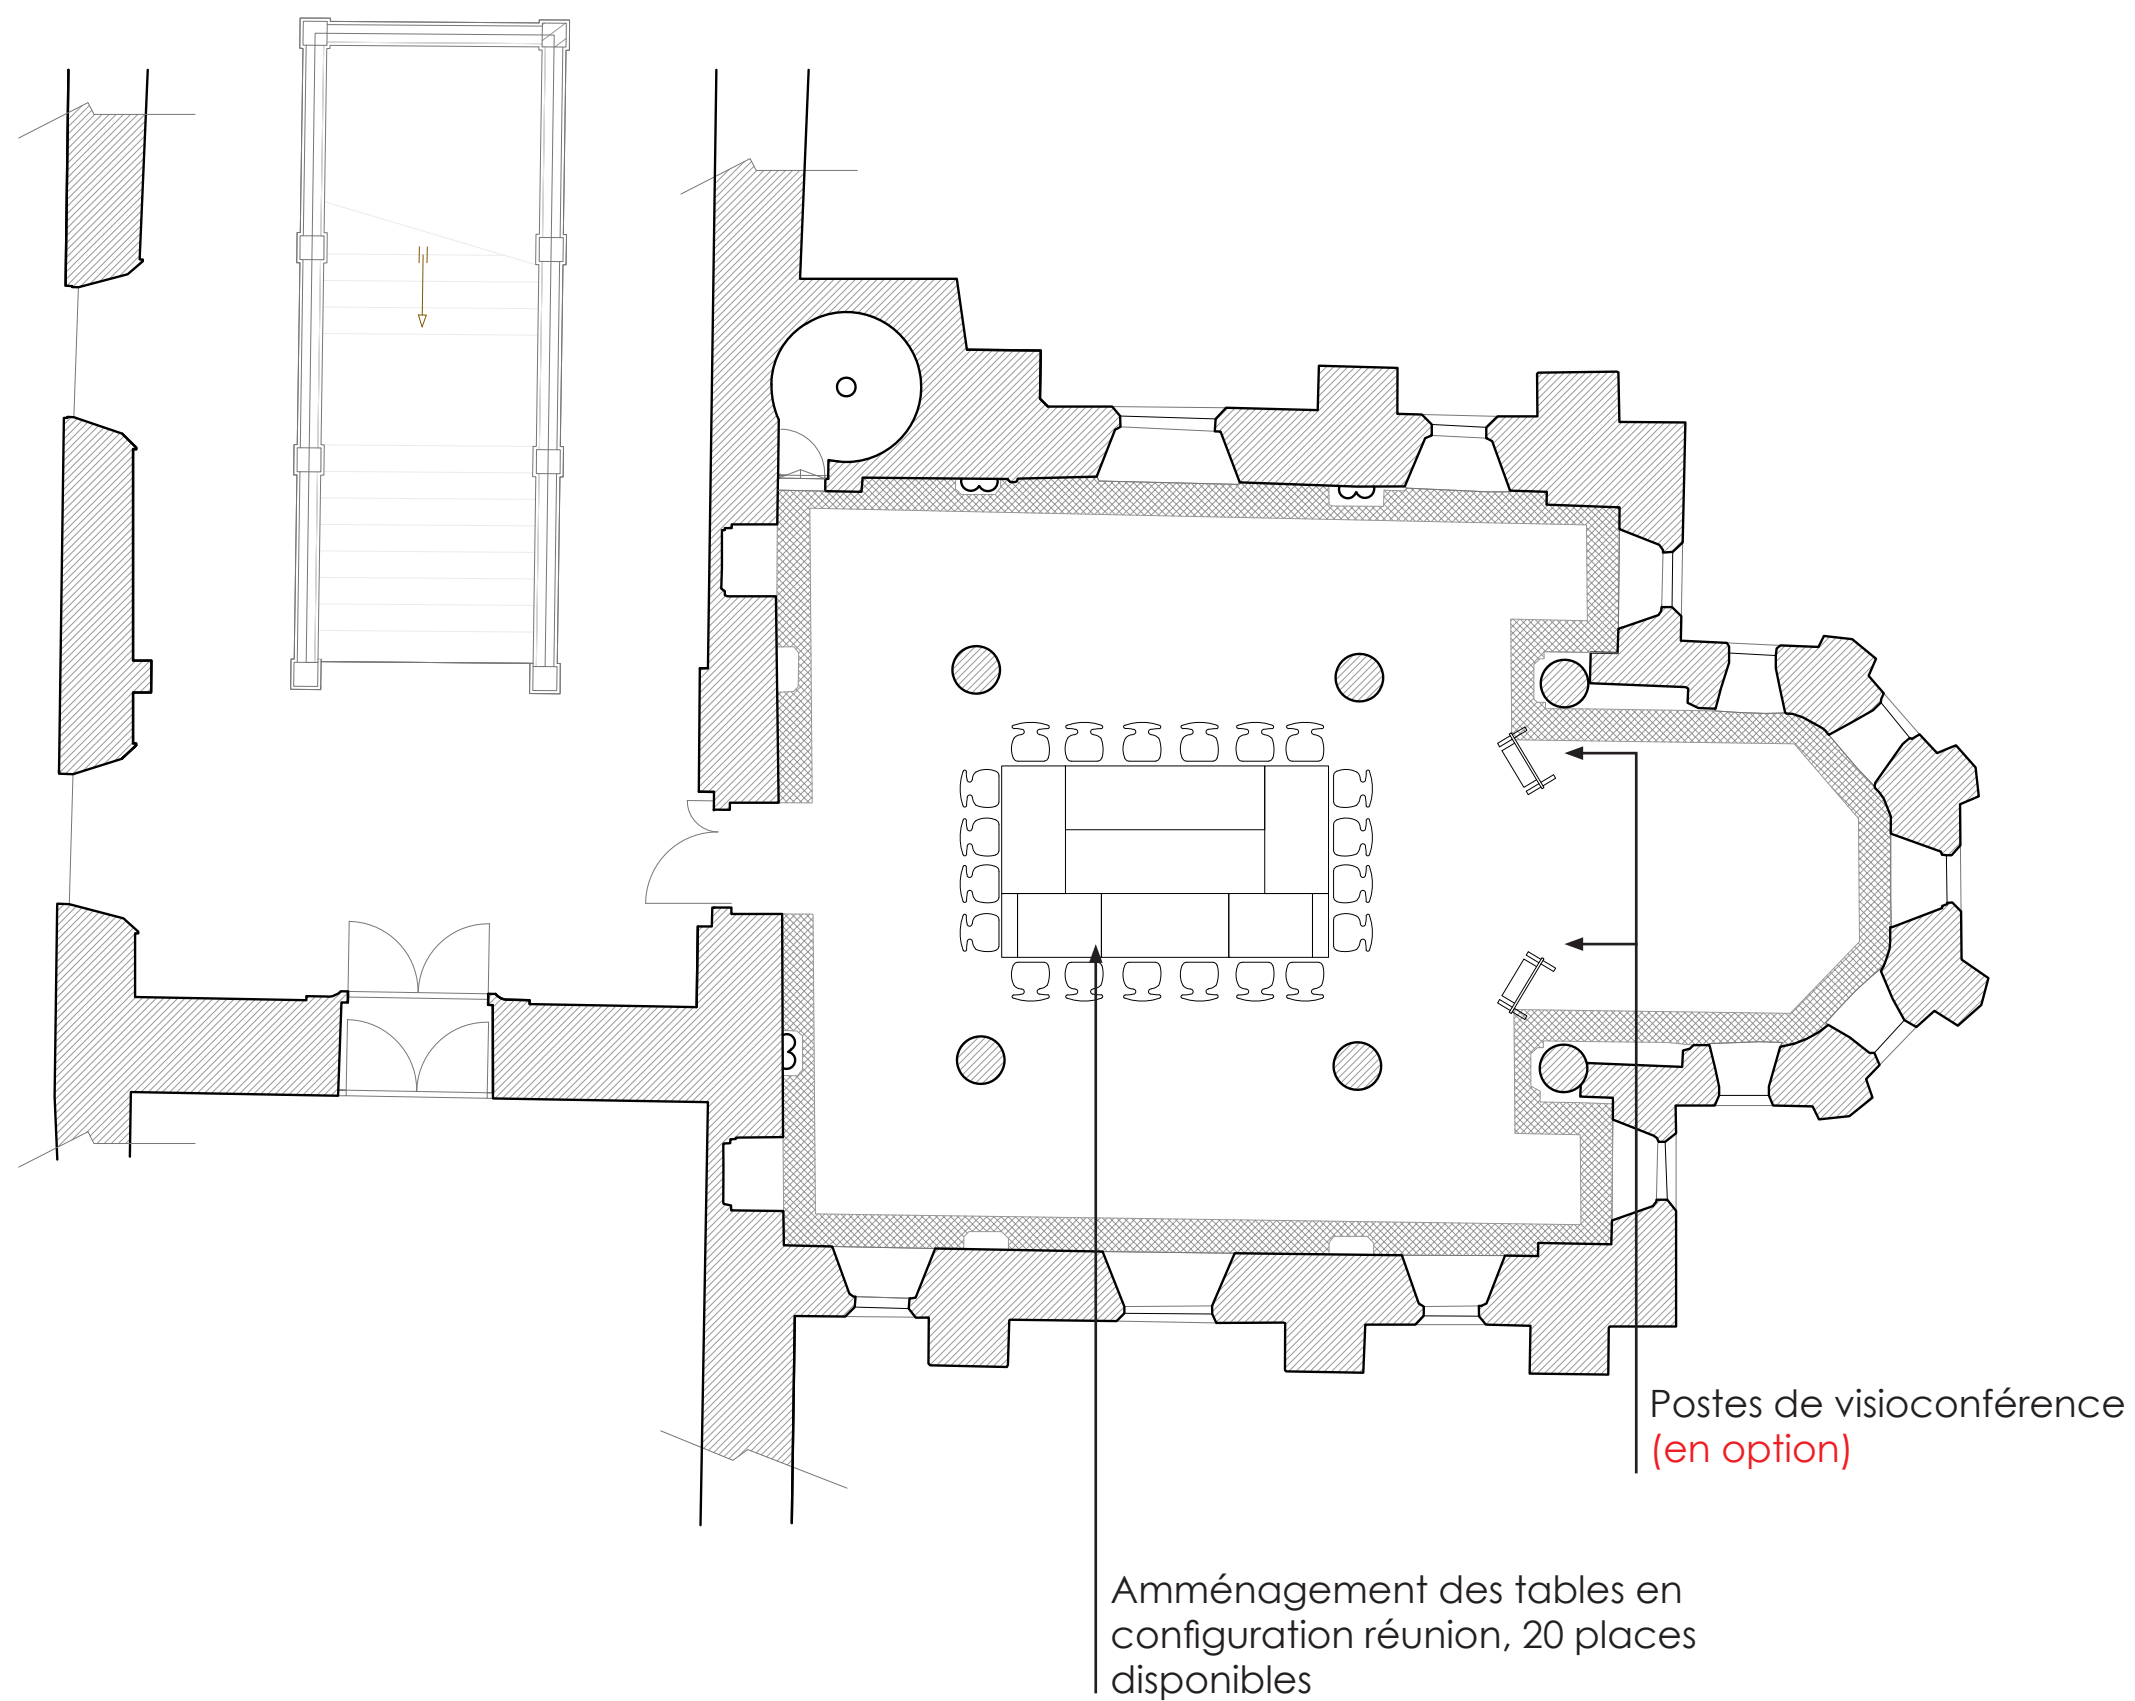 Postes de visioconférence
(en option)
Amménagement des tables en
configuration réunion, 20 places
disponibles